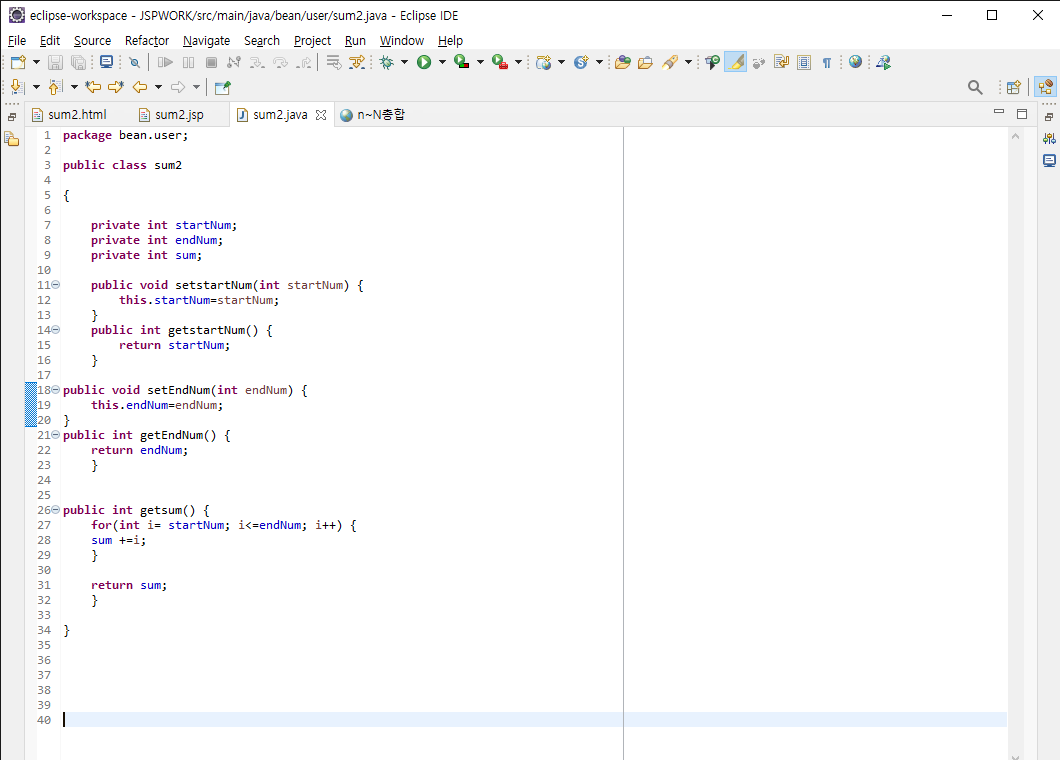 eclipse-workspace - JSPWORK/src/main/java/bean/user/sum2.java - Eclipse IDE
File Edit Source Refactor Navigate Search Project Run Window Help
sum2.html sum2.jsp sum2.java n~N총합
1 package bean.user;
2
3 public class sum2
4
5 {
6
7 private int startNum;
8 private int endNum;
9 private int sum;
10
11 public void setstartNum(int startNum) {
12 this.startNum=startNum;
13 }
14 public int getstartNum() {
15 return startNum;
16 }
17
18 public void setEndNum(int endNum) {
19 this.endNum=endNum;
20 }
21 public int getEndNum() {
22 return endNum;
23 }
24
25
26 public int getsum() {
27 for(int i= startNum; i<=endNum; i++) {
28 sum +=i;
29 }
30
31 return sum;
32 }
33
34 }
35
36
37
38
39
40